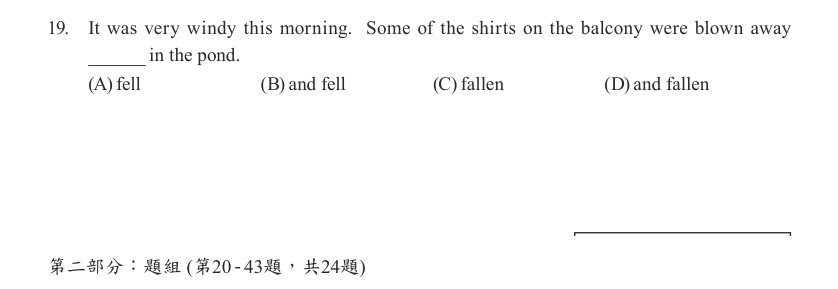 19. It was very windy this morning. Some of the shirts on the balcony were blown away
______ in the pond.
(A) fell (B) and fell (C) fallen (D) and fallen
第二部分：題組 (第20-43題，共24題)